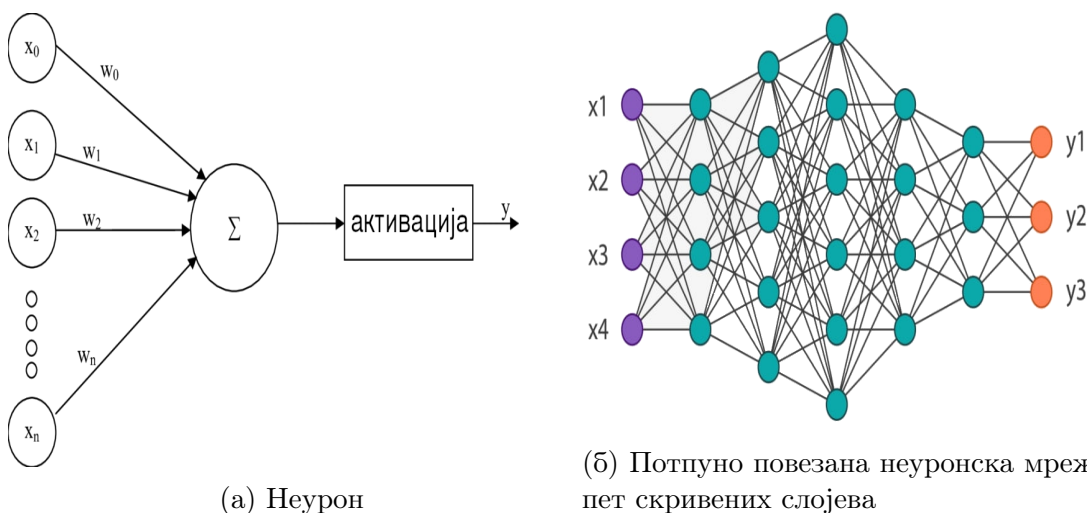 x0
w0
x1
w1
x2
w2
Σ
активација
y
wn
xn
(а) Неурон
x1
x2
x3
x4
y1
y2
y3
(б) Потпуно повезана неуронска
пет скривених слојева